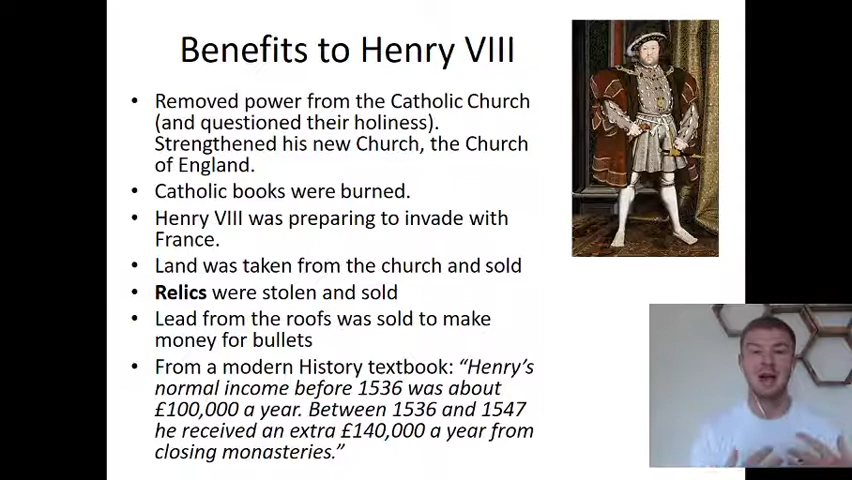 Benefits to Henry VIII
• Removed power from the Catholic Church
(and questioned their holiness).
Strengthened his new Church, the Church
of England.
• Catholic books were burned.
• Henry VIII was preparing to invade with
France.
• Land was taken from the church and sold
• Relics were stolen and sold
• Lead from the roofs was sold to make
money for bullets
• From a modern History textbook: “Henry’s
normal income before 1536 was about
£100,000 a year. Between 1536 and 1547
he received an extra £140,000 a year from
closing monasteries.”